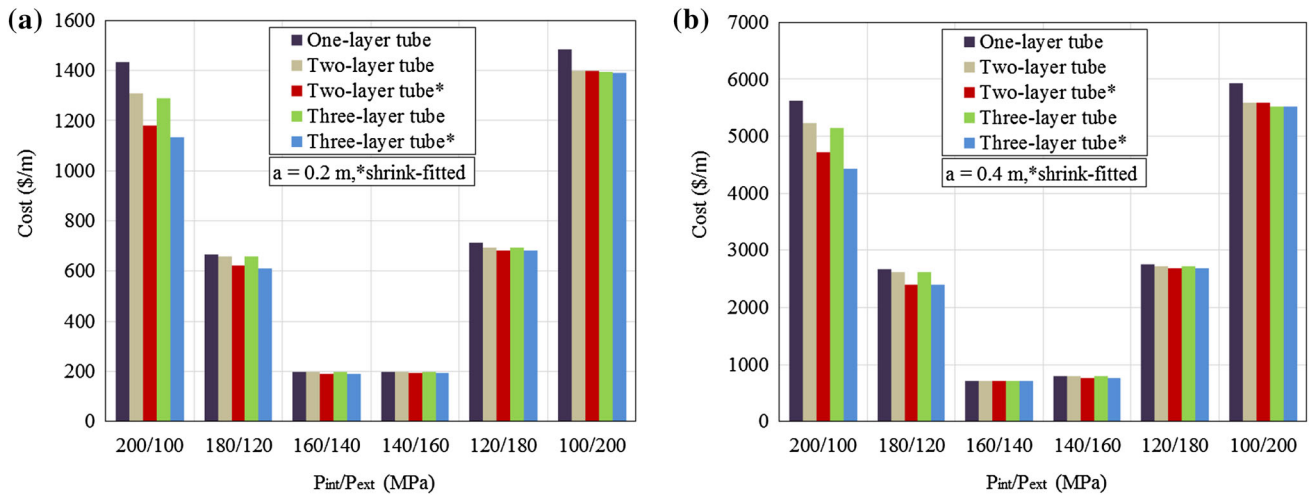 (a)
1600
1400
1200
1000
800
600
400
200
0
Cost ($/m)
One-layer tube
Two-layer tube
Two-layer tube*
Three-layer tube
Three-layer tube*
a = 0.2 m,*shrink-fitted
200/100 180/120 160/140 140/160 120/180 100/200
Pint/Pext (MPa)
(b)
7000
6000
5000
4000
3000
2000
1000
0
Cost ($/m)
One-layer tube
Two-layer tube
Two-layer tube*
Three-layer tube
Three-layer tube*
a = 0.4 m,*shrink-fitted
200/100 180/120 160/140 140/160 120/180 100/200
Pint/Pext (MPa)